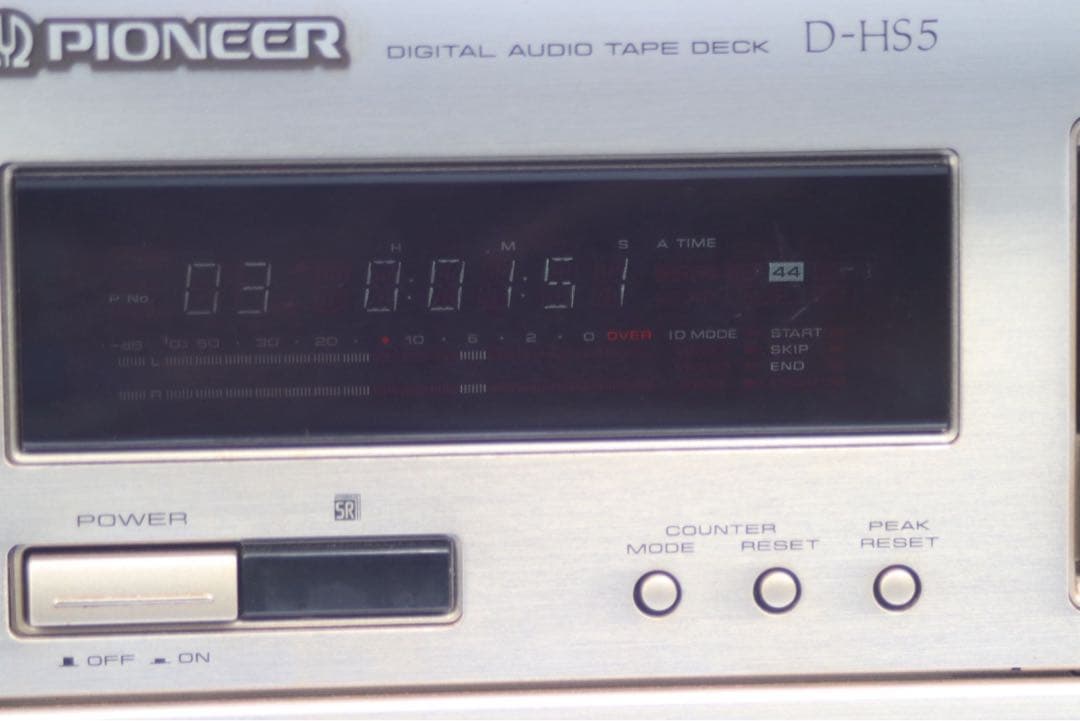 PIONEER DIGITAL AUDIO TAPE DECK D-HS5
H M S A TIME
P.No 03 0:01:51 44
-dB ∞ 50 · 30 · 20 · 10 · 6 · 2 · 0 OVER ID MODE START
L SKIP
R END
POWER SR
COUNTER PEAK
MODE RESET RESET
OFF ON